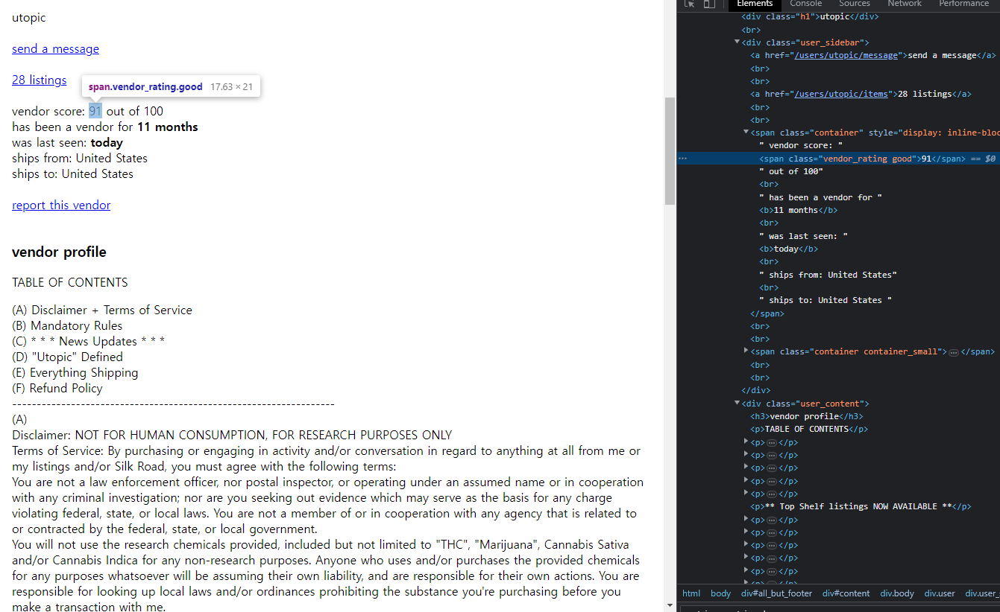 utopic
send a message
28 listings
span.vendor_rating.good 17.63 × 21
vendor score: 91 out of 100
has been a vendor for 11 months
was last seen: today
ships from: United States
ships to: United States
report this vendor
vendor profile
TABLE OF CONTENTS
(A) Disclaimer + Terms of Service
(B) Mandatory Rules
(C) * * * News Updates * * *
(D) "Utopic" Defined
(E) Everything Shipping
(F) Refund Policy
-----------------------------------------------------------------
(A)
Disclaimer: NOT FOR HUMAN CONSUMPTION, FOR RESEARCH PURPOSES ONLY
Terms of Service: By purchasing or engaging in activity and/or conversation in regard to anything at all from me or
my listings and/or Silk Road, you must agree with the following terms:
You are not a law enforcement officer, nor postal inspector, or operating under an assumed name or in cooperation
with any criminal investigation; nor are you seeking out evidence which may serve as the basis for any charge
violating federal, state, or local laws. You are not a member of or in cooperation with any agency that is related to
or contracted by the federal, state, or local government.
You will not use the research chemicals provided, included but not limited to "THC", "Marijuana", Cannabis Sativa
and/or Cannabis Indica for any non-research purposes. Anyone who uses and/or purchases the provided chemicals
for any purposes whatsoever will be assuming their own liability, and are responsible for their own actions. You are
responsible for looking up local laws and/or ordinances prohibiting the substance you're purchasing before you
make a transaction with me.
Elements Console Sources Network Performance
<div class="h1">utopic</div>
<br>
<div class="user_sidebar">
<a href="/users/utopic/message">send a message</a>
<br>
<br>
<a href="/users/utopic/items">28 listings</a>
<br>
<br>
<span class="container" style="display: inline-bloc
" vendor score: "
<span class="vendor_rating good">91</span> == $0
" out of 100"
<br>
" has been a vendor for "
<b>11 months</b>
<br>
" was last seen: "
<b>today</b>
<br>
" ships from: United States"
<br>
" ships to: United States "
</span>
<br>
<br>
<span class="container container_small">…</span>
<br>
<br>
</div>
<div class="user_content">
<h3>vendor profile</h3>
<p>TABLE OF CONTENTS</p>
<p>…</p>
<p>…</p>
<p>…</p>
<p>…</p>
<p>…</p>
<p>** Top Shelf listings NOW AVAILABLE **</p>
<p>…</p>
<p>…</p>
<p>…</p>
<p>…</p>
<p>…</p>
<p>…</p>
html body div#all_but_footer div#content div.body div.user div.user_